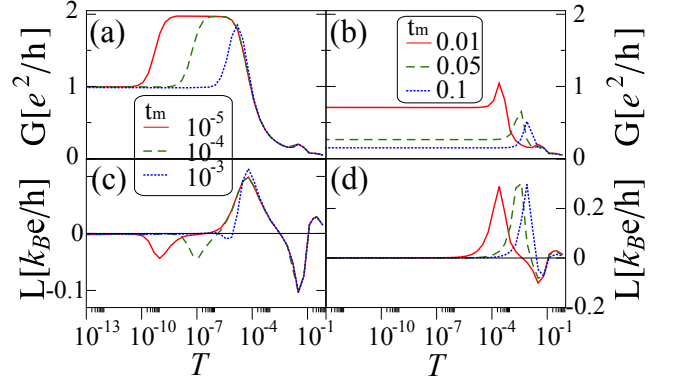 (a)
(b)
G[e²/h]
2
1
0
t_m
10⁻⁵
10⁻⁴
10⁻³
t_m
0.01
0.05
0.1
G[e²/h]
2
1
0
(c)
(d)
L[k_Be/h]
0
-0.1
L[k_Be/h]
0.2
0
-0.2
10⁻¹³ 10⁻¹⁰ 10⁻⁷ 10⁻⁴ 10⁻¹
10⁻¹⁰ 10⁻⁷ 10⁻⁴ 10⁻¹
T
T